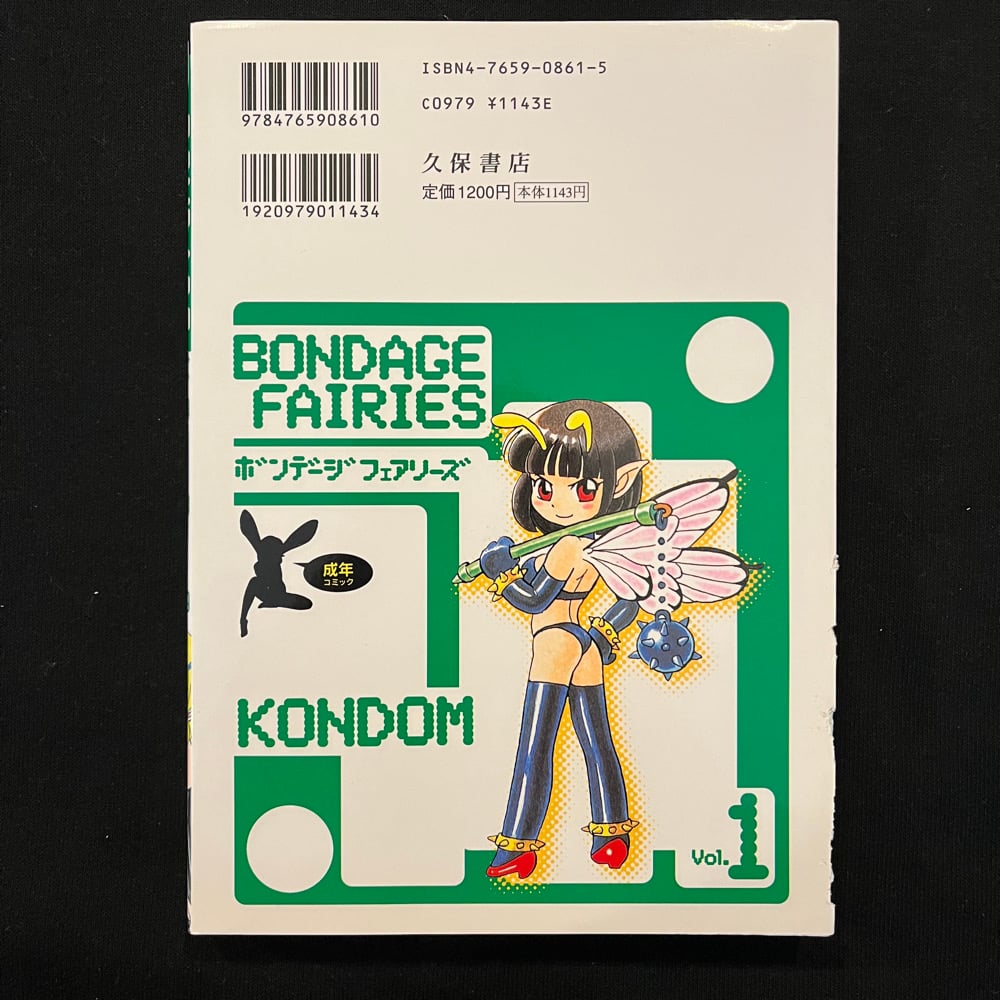 ISBN4-7659-0861-5
C0979 ¥1143E
9784765908610
久保書店
定価1200円 本体1143円
1920979011434
BONDAGE
FAIRIES
ボンデージフェアリーズ
成年
コミック
KONDOM
Vol. 1